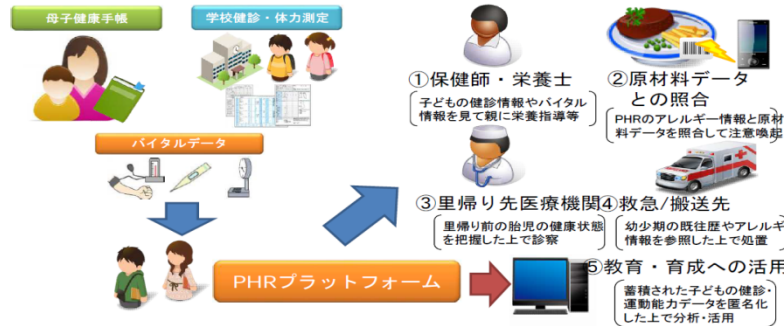 母子健康手帳
学校健診・体力測定
バイタルデータ
PHRプラットフォーム
①保健師・栄養士
子どもの健診情報やバイタル
情報を見て親に栄養指導等
②原材料データ
との照合
PHRのアレルギー情報と原材
料データを照合して注意喚起
③里帰り先医療機関
里帰り前の胎児の健康状態
を把握した上で診察
④救急/搬送先
幼少期の既往歴やアレルギ
情報を参照した上で処置
⑤教育・育成への活用
蓄積された子どもの健診・
運動能力データを匿名化
した上で分析・活用